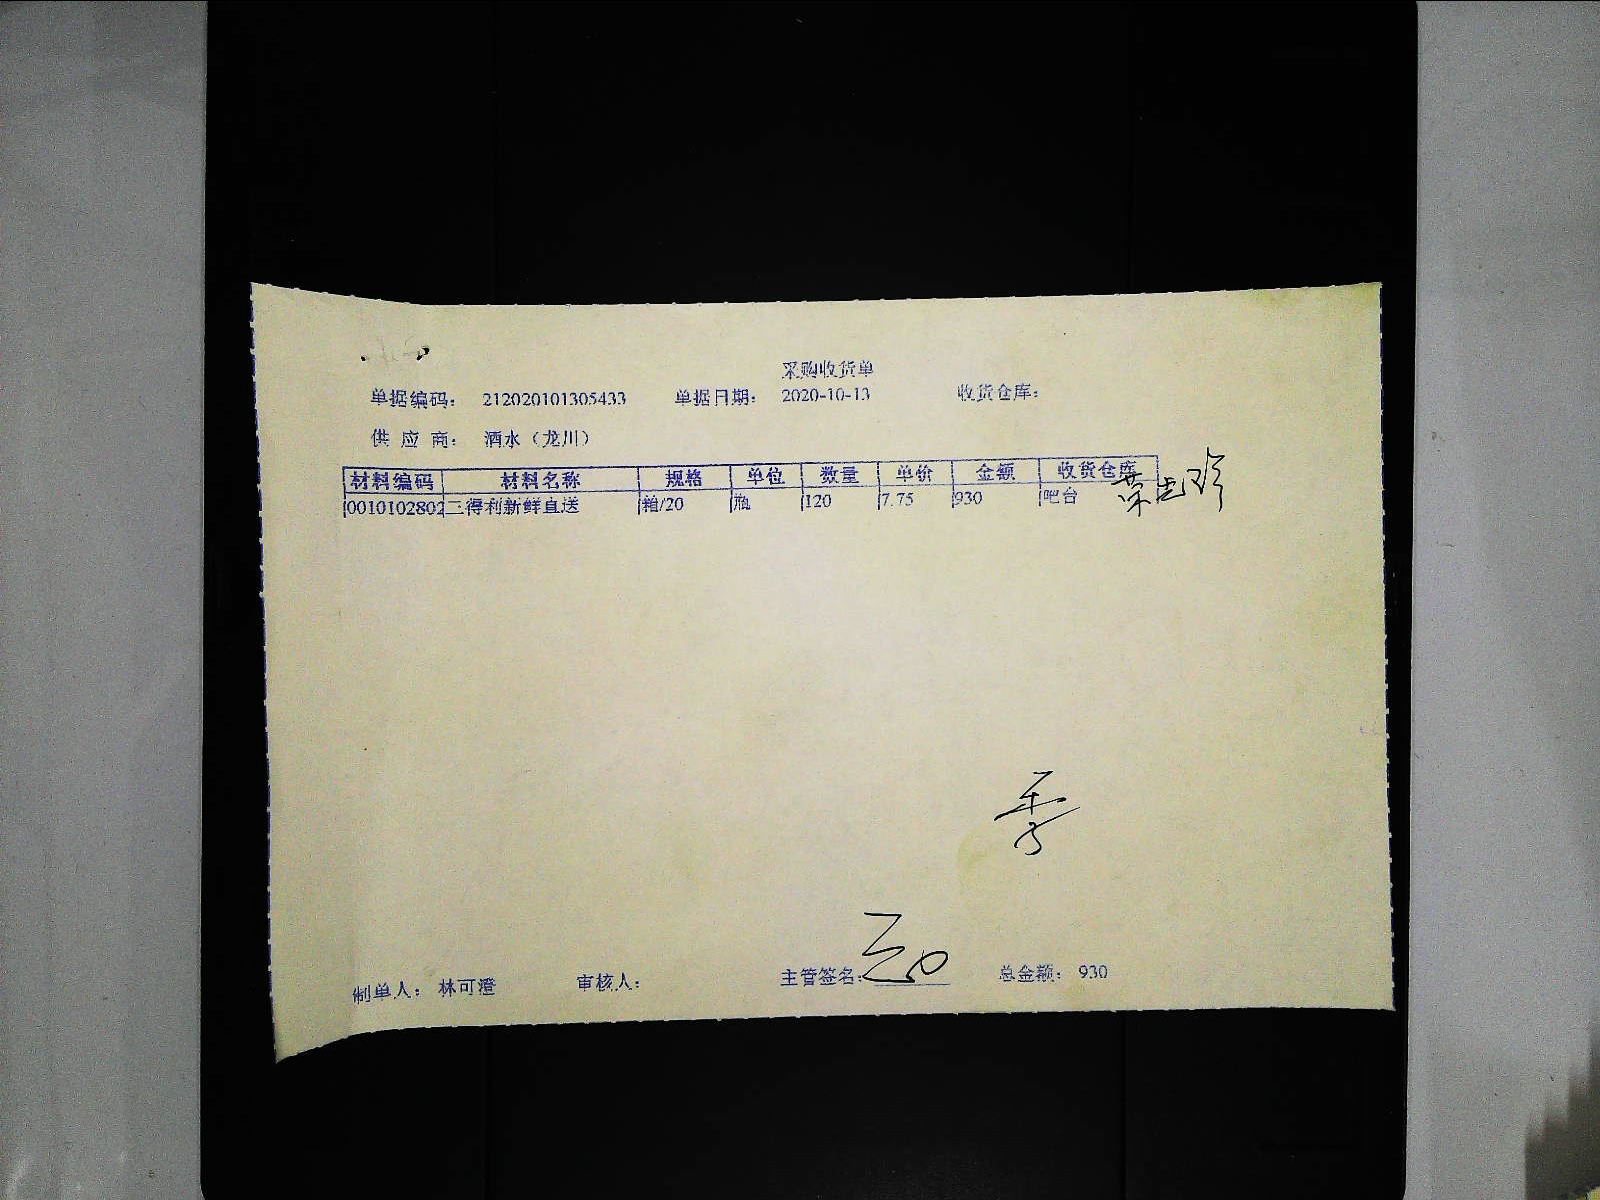 采购收货单
单据编码： 212020101305433 单据日期： 2020-10-13 收货仓库：
供 应 商： 酒水（龙川）
材料编码 材料名称 规格 单位 数量 单价 金额 收货仓库
0010102802 三得利新鲜直送 箱/20 瓶 120 7.75 930 吧台
制单人： 林可澄 审核人： 主管签名： 总金额： 930